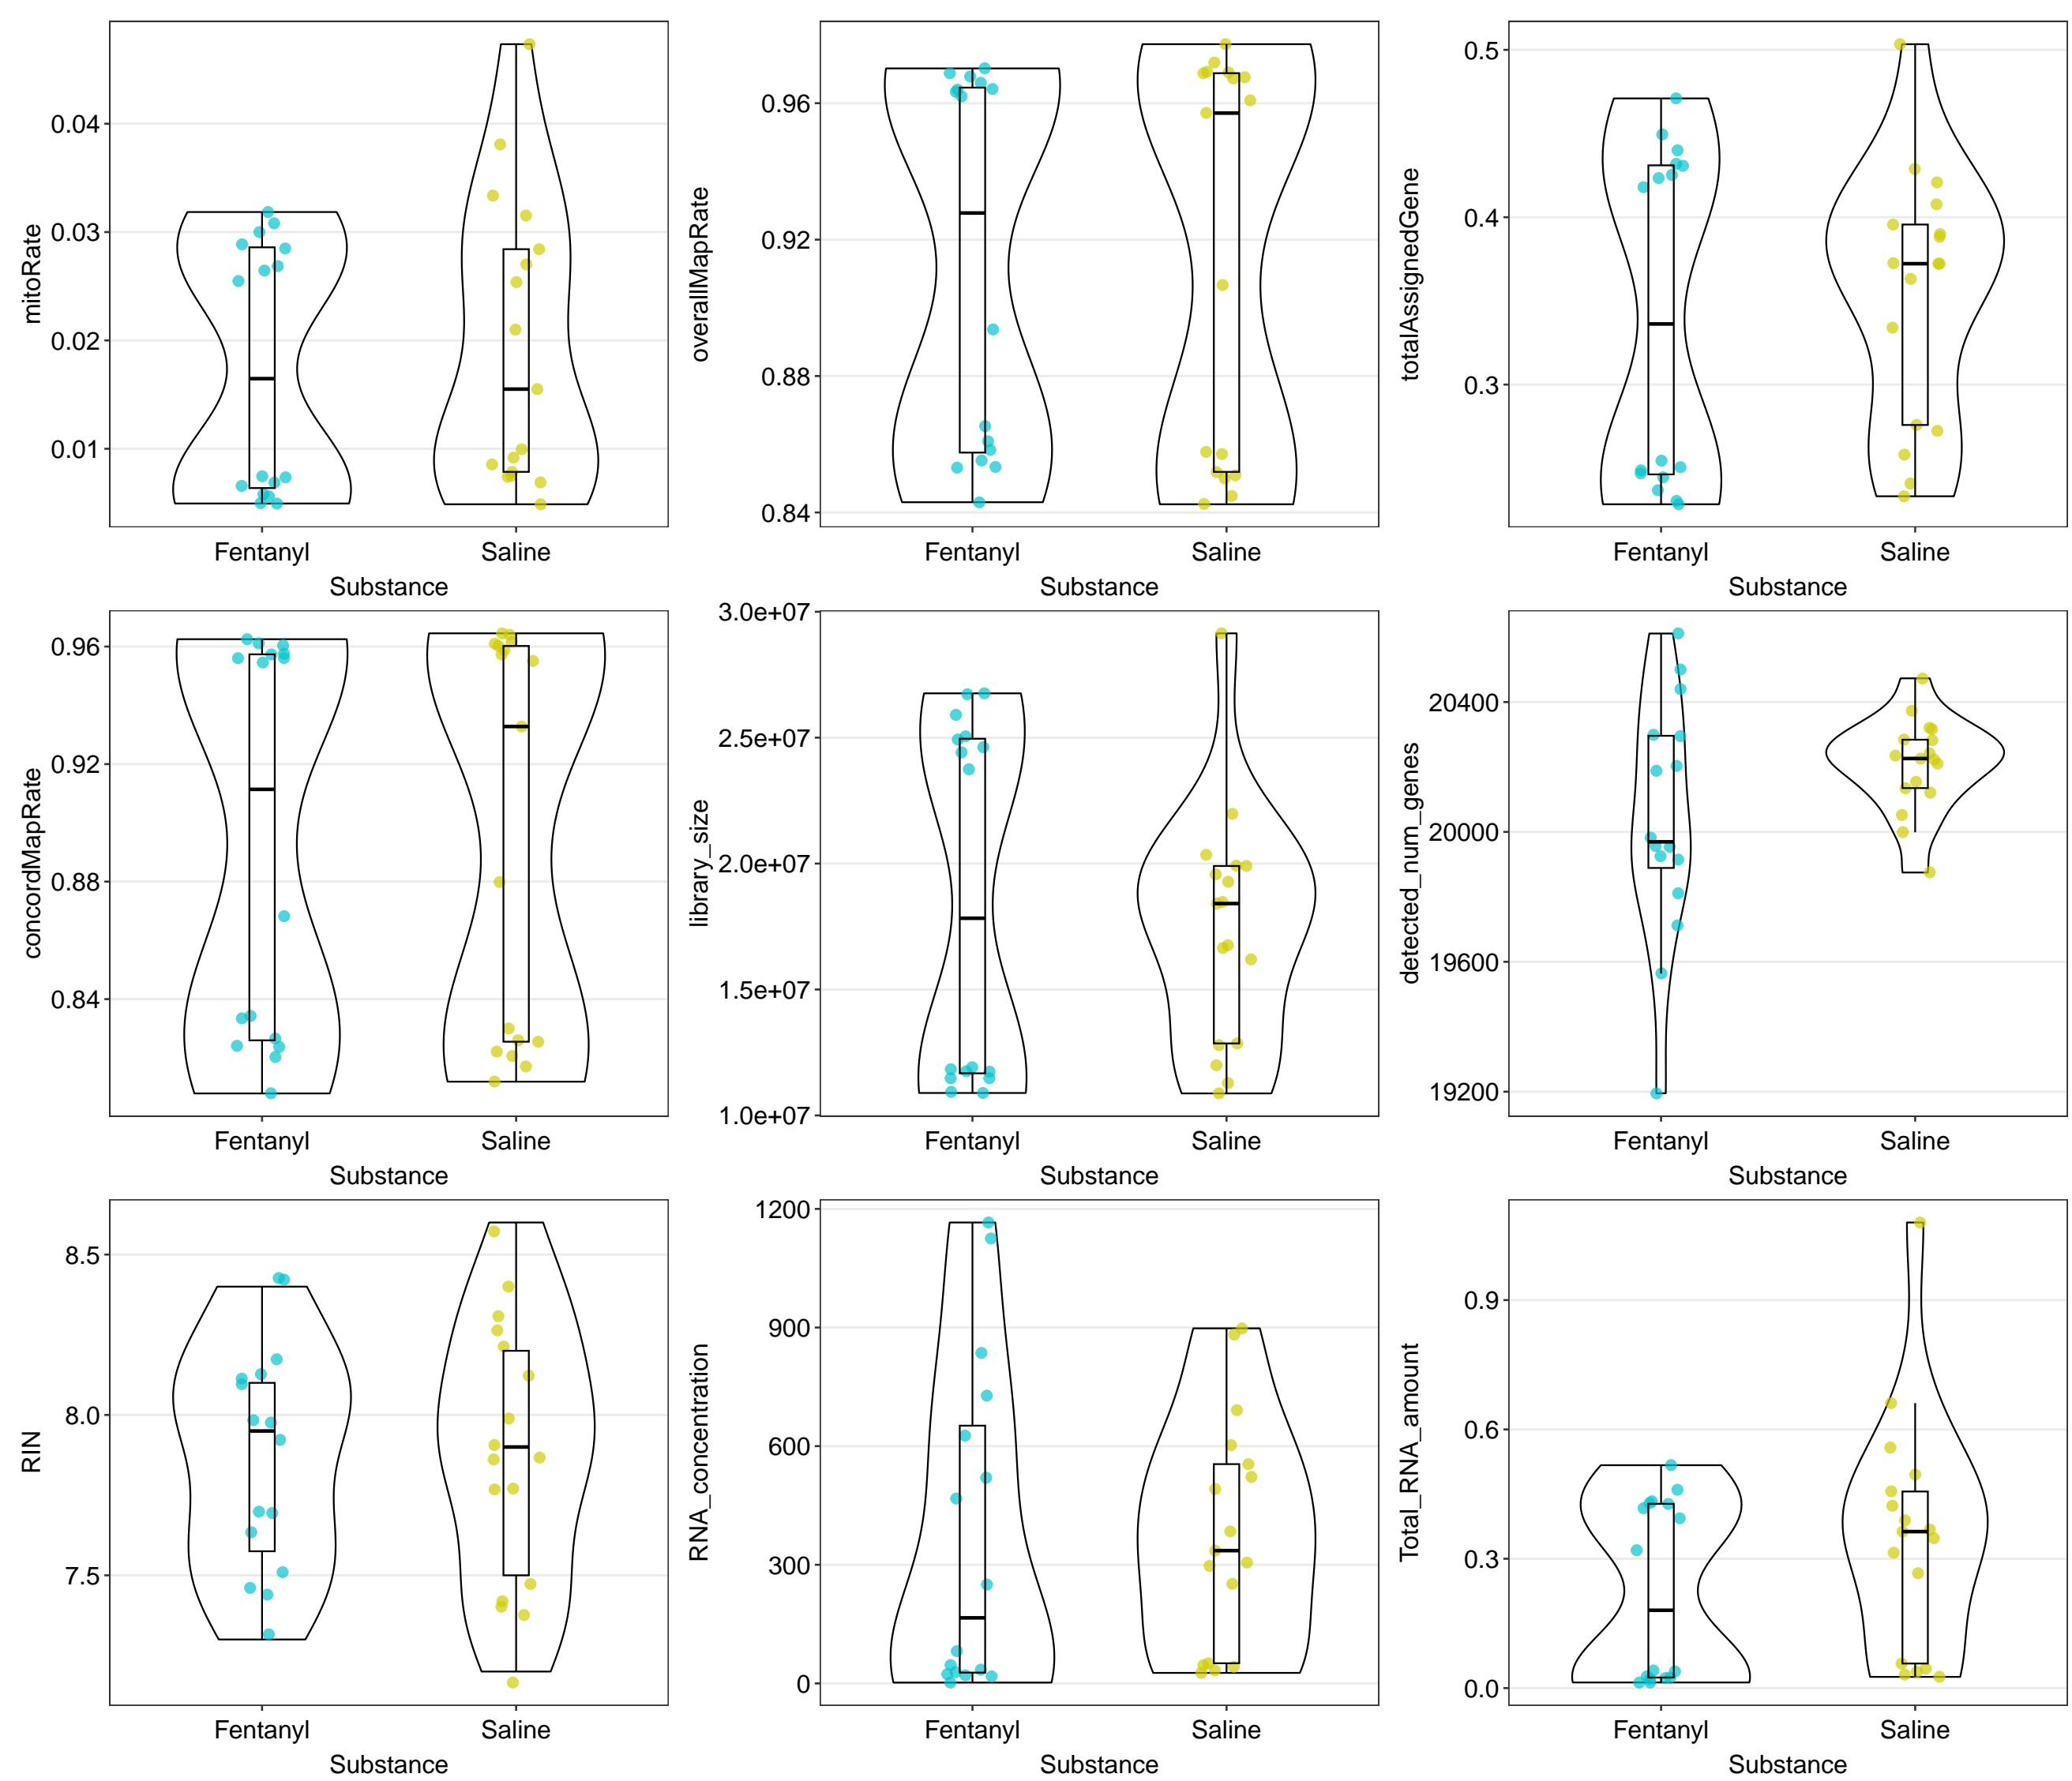 mitoRate
0.04
0.03
0.02
0.01
Fentanyl
Saline
Substance
overallMapRate
0.96
0.92
0.88
0.84
Fentanyl
Saline
Substance
totalAssignedGene
0.5
0.4
0.3
Fentanyl
Saline
Substance
concordMapRate
0.96
0.92
0.88
0.84
Fentanyl
Saline
Substance
library_size
3.0e+07
2.5e+07
2.0e+07
1.5e+07
1.0e+07
Fentanyl
Saline
Substance
detected_num_genes
20400
20000
19600
19200
Fentanyl
Saline
Substance
RIN
8.5
8.0
7.5
Fentanyl
Saline
Substance
RNA_concentration
1200
900
600
300
0
Fentanyl
Saline
Substance
Total_RNA_amount
0.9
0.6
0.3
0.0
Fentanyl
Saline
Substance